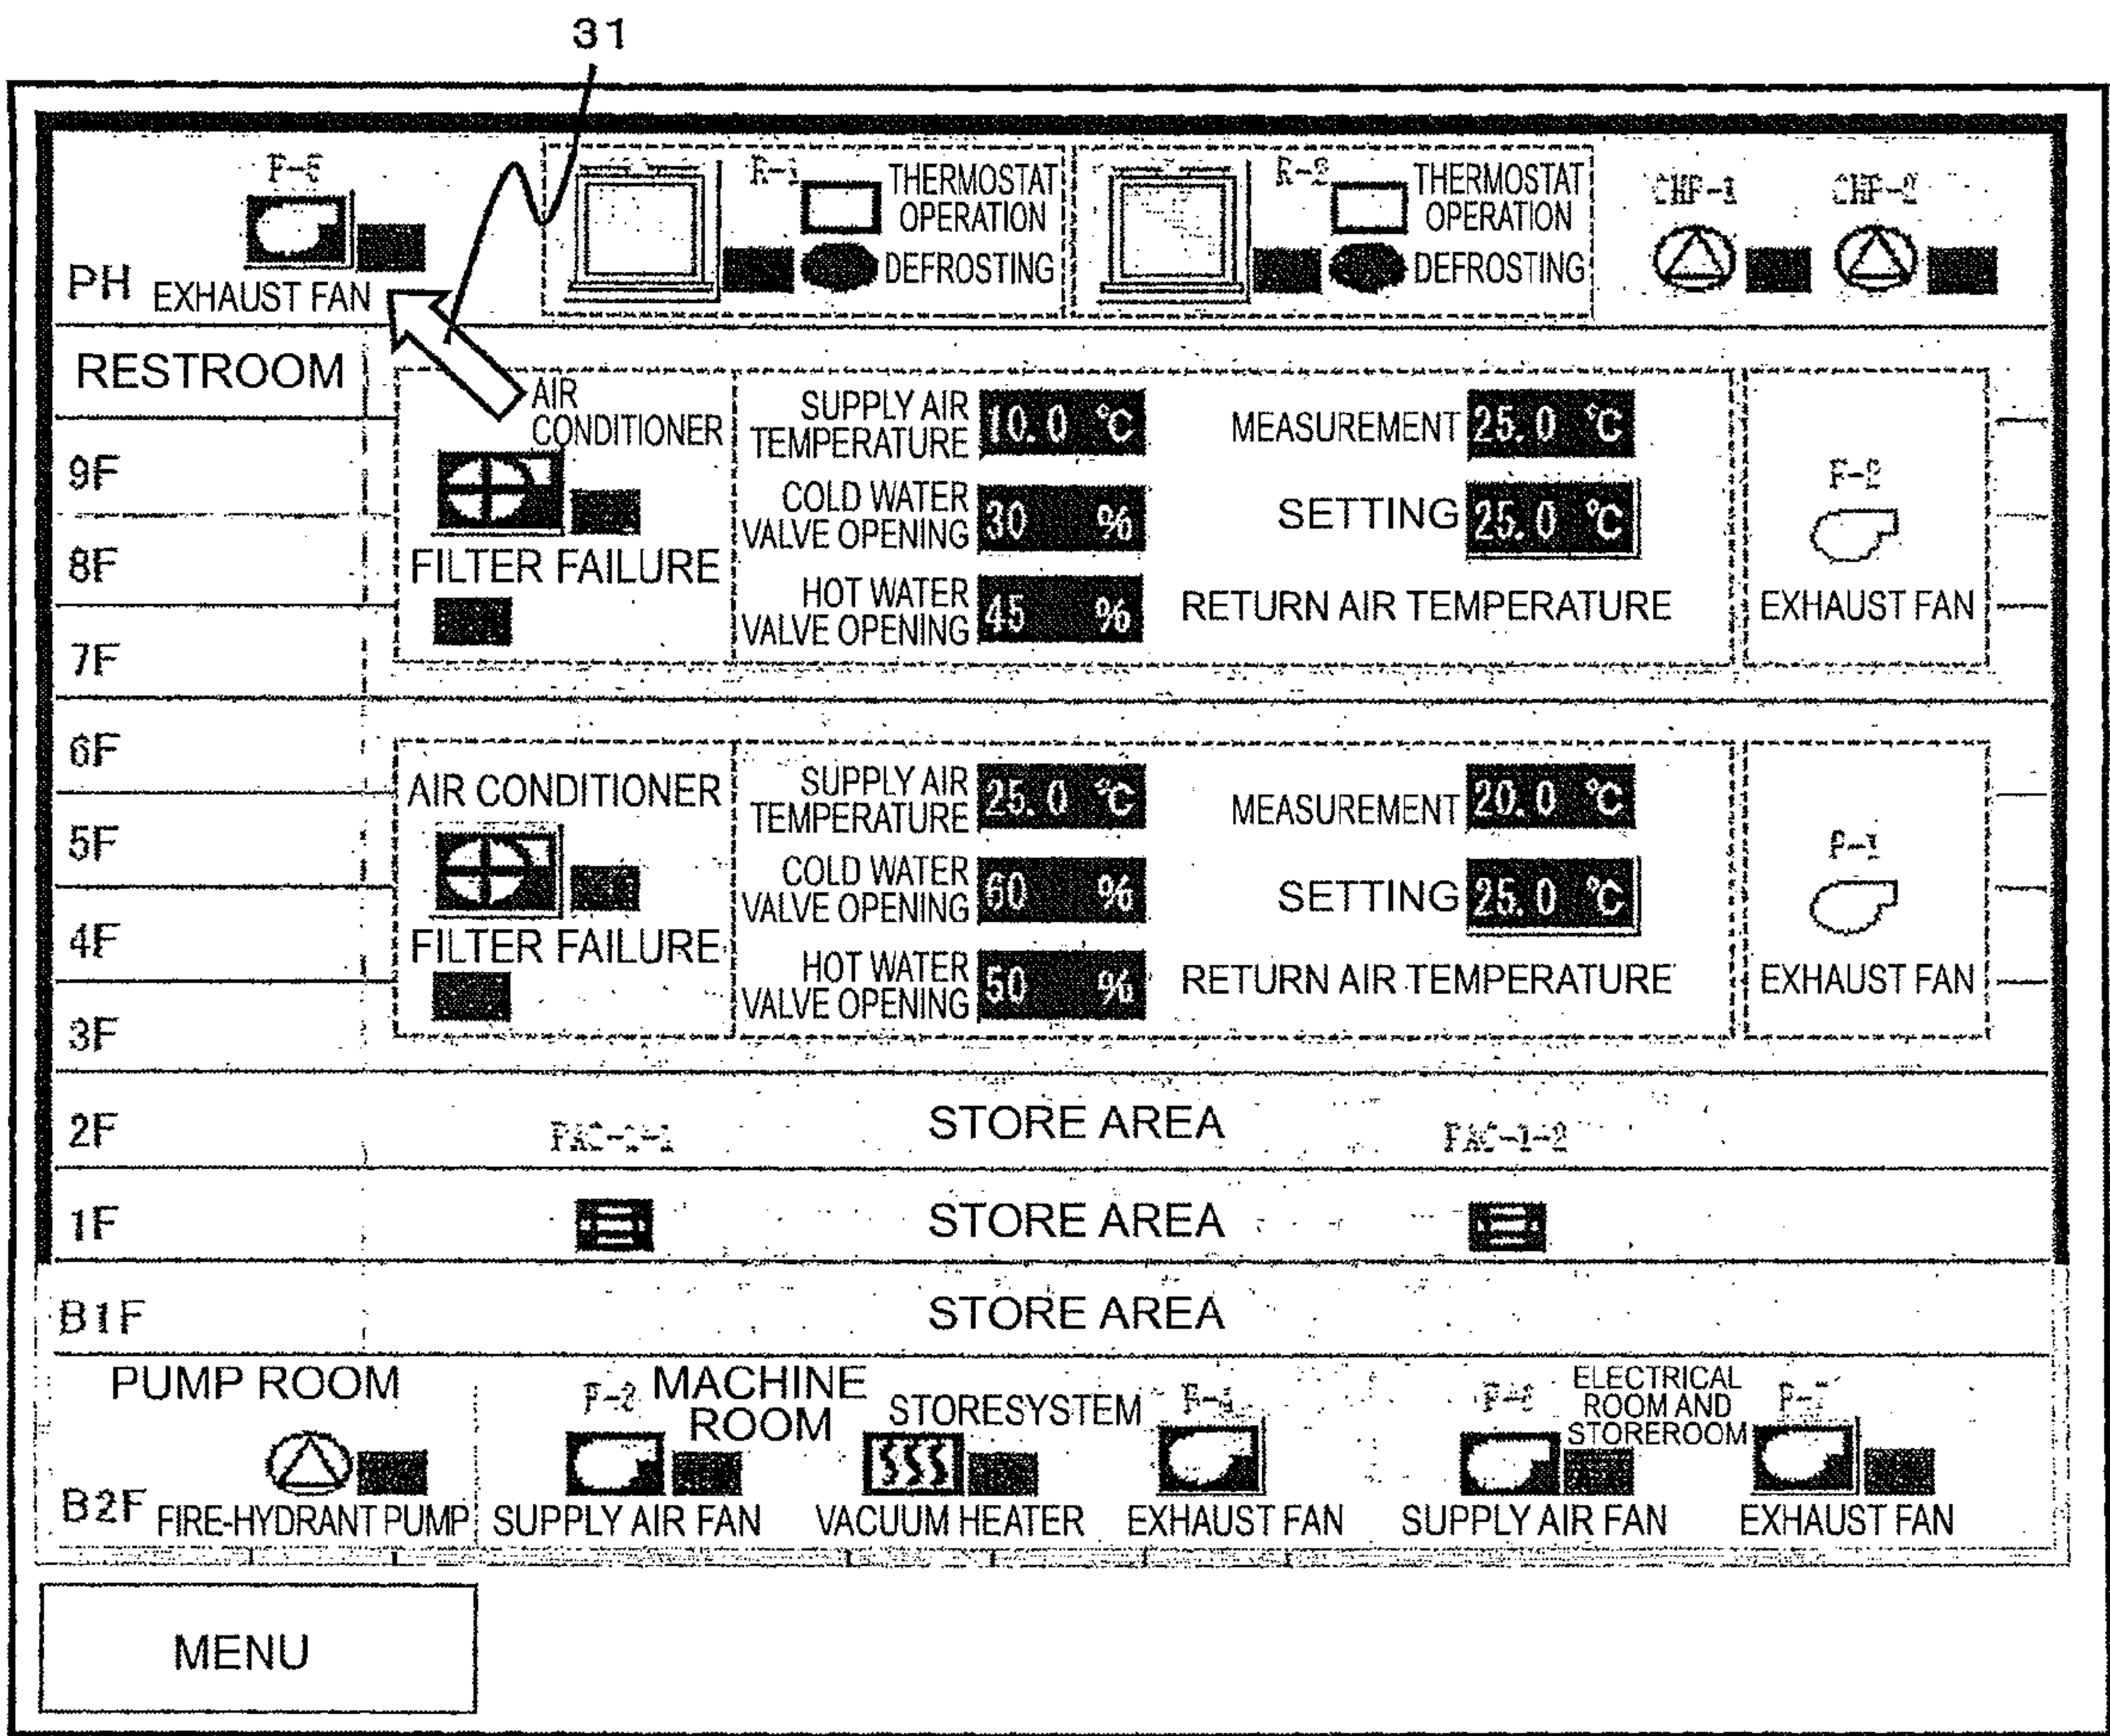 31
THERMOSTAT
OPERATION
DEFROSTING
THERMOSTAT
OPERATION
DEFROSTING
CHP-1
CHP-2
PH
EXHAUST FAN
RESTROOM
9F
8F
7F
AIR
CONDITIONER
FILTER FAILURE
SUPPLY AIR
TEMPERATURE
10.0 ℃
COLD WATER
VALVE OPENING
30 %
HOT WATER
VALVE OPENING
45 %
MEASUREMENT 25.0 ℃
SETTING 25.0 ℃
RETURN AIR TEMPERATURE
EXHAUST FAN
6F
5F
4F
3F
AIR CONDITIONER
FILTER FAILURE
SUPPLY AIR
TEMPERATURE
25.0 ℃
COLD WATER
VALVE OPENING
60 %
HOT WATER
VALVE OPENING
50 %
MEASUREMENT 20.0 ℃
SETTING 25.0 ℃
RETURN AIR TEMPERATURE
EXHAUST FAN
2F
STORE AREA
PAC-1-2
1F
STORE AREA
B1F
STORE AREA
PUMP ROOM
MACHINE
ROOM
STORESYSTEM
ELECTRICAL
ROOM AND
STOREROOM
B2F
FIRE-HYDRANT PUMP
SUPPLY AIR FAN
VACUUM HEATER
EXHAUST FAN
SUPPLY AIR FAN
EXHAUST FAN
MENU